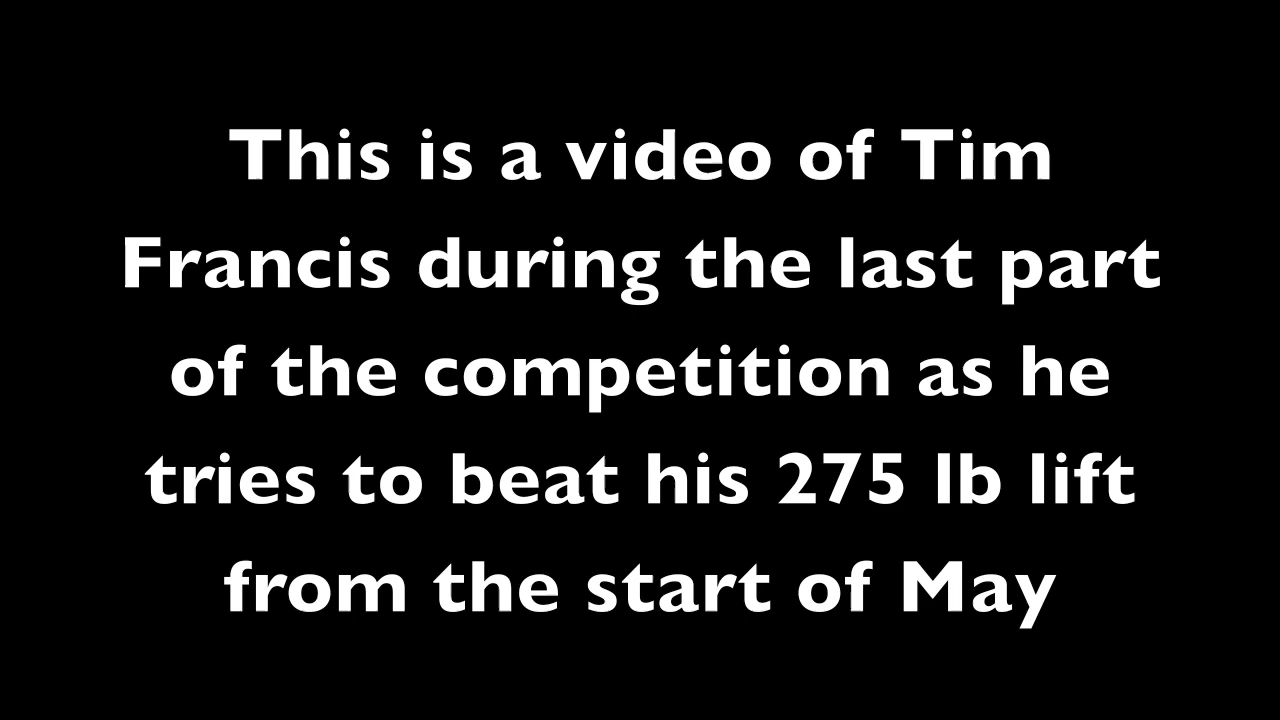 This is a video of Tim
Francis during the last part
of the competition as he
tries to beat his 275 lb lift
from the start of May